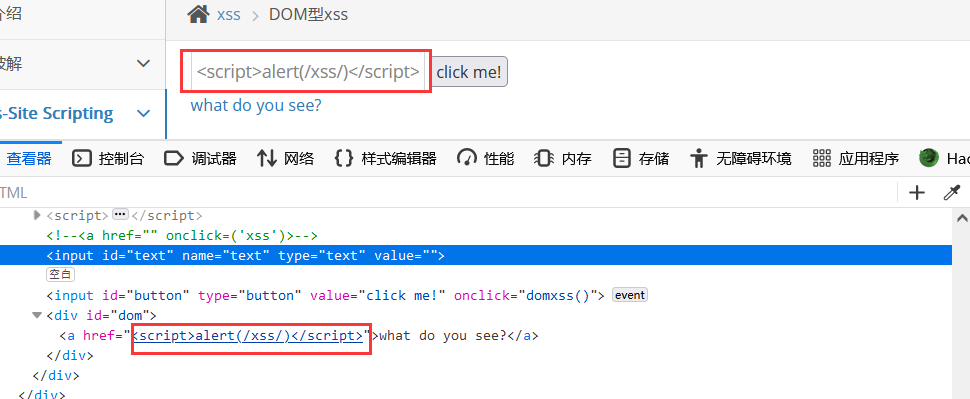 介绍
xss > DOM型xss
破解
<script>alert(/xss/)</script> click me!
s-Site Scripting
what do you see?
查看器 控制台 调试器 网络 样式编辑器 性能 内存 存储 无障碍环境 应用程序 Hac
HTML
<script>…</script>
<!--<a href="" onclick=('xss')>-->
<input id="text" name="text" type="text" value="">
空白
<input id="button" type="button" value="click me!" onclick="domxss()"> event
<div id="dom">
<a href="<script>alert(/xss/)</script>">what do you see?</a>
</div>
</div>
</div>